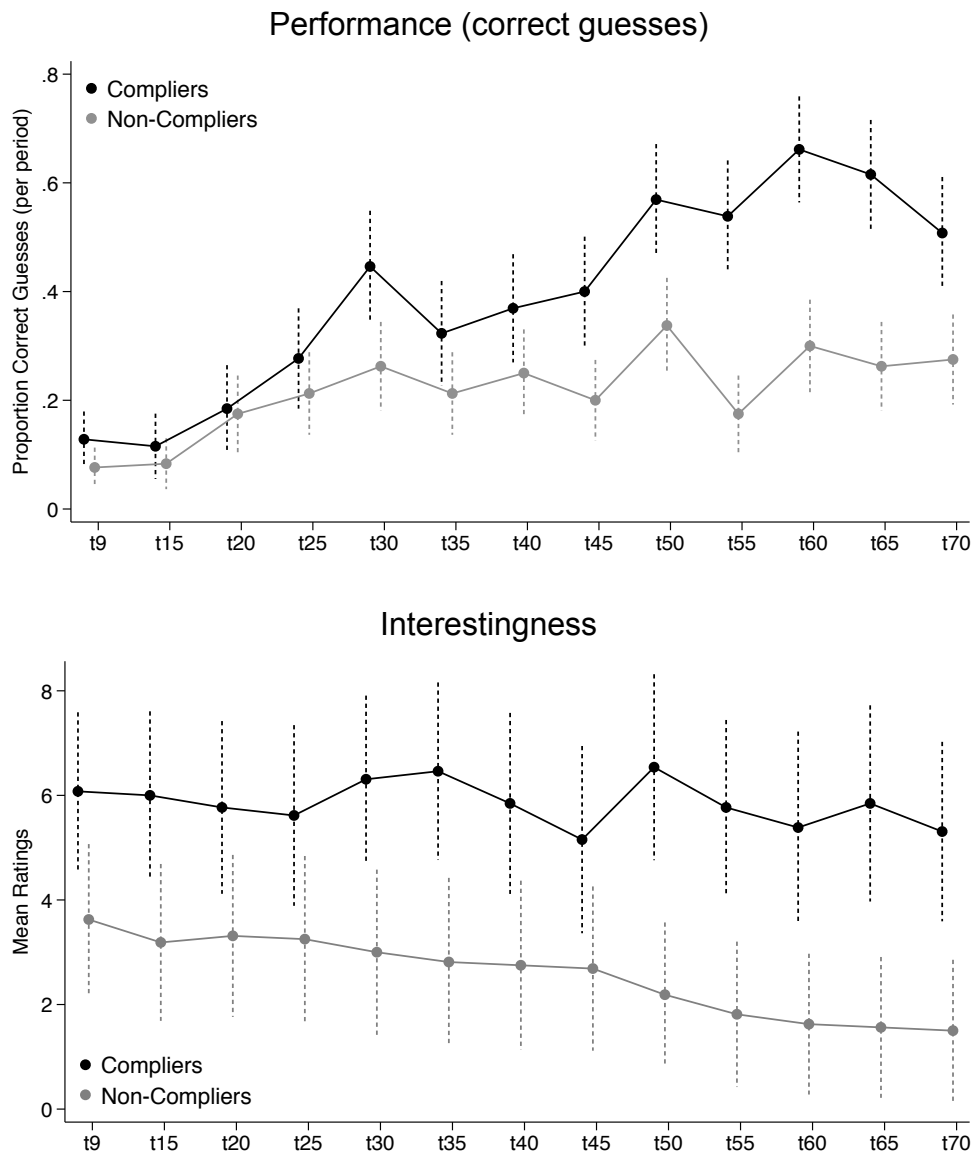 Performance (correct guesses)
Proportion Correct Guesses (per period)
.8
.6
.4
.2
0
Compliers
Non-Compliers
t9 t15 t20 t25 t30 t35 t40 t45 t50 t55 t60 t65 t70
Interestingness
Mean Ratings
8
6
4
2
0
Compliers
Non-Compliers
t9 t15 t20 t25 t30 t35 t40 t45 t50 t55 t60 t65 t70